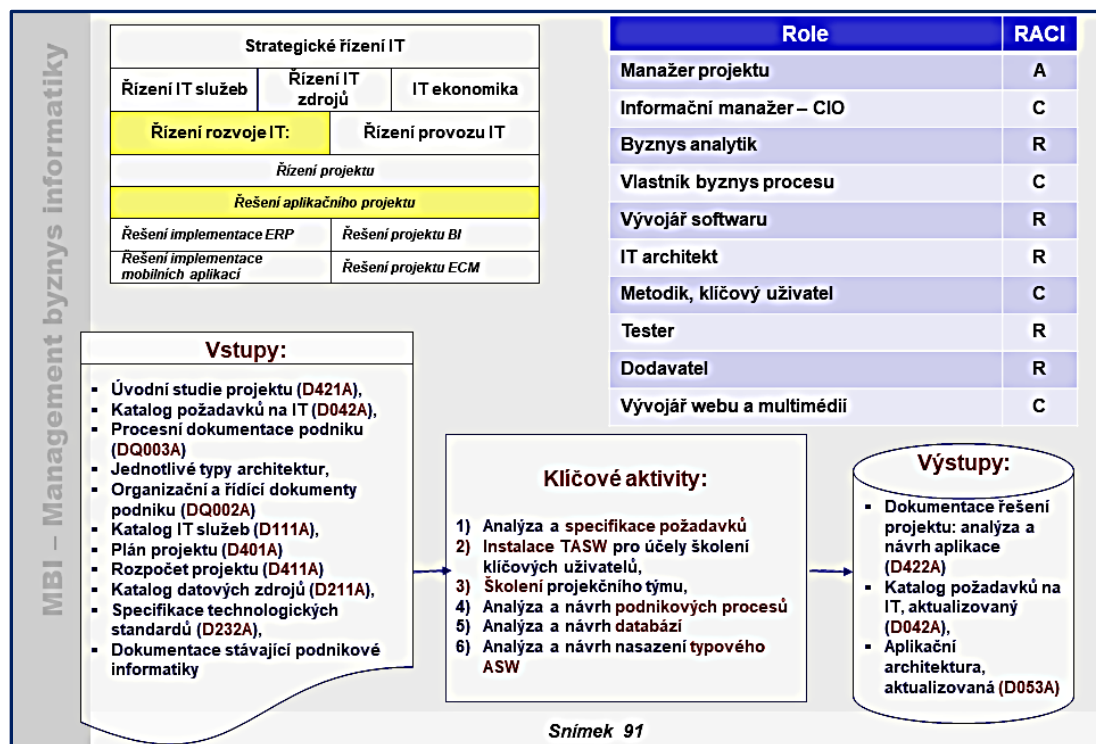 MBI – Management byznys informatiky
Strategické řízení IT
Řízení IT služeb
Řízení IT
zdrojů
IT ekonomika
Řízení rozvoje IT:
Řízení provozu IT
Řízení projektu
Řešení aplikačního projektu
Řešení implementace ERP
Řešení projektu BI
Řešení implementace
mobilních aplikací
Řešení projektu ECM
Role RACI
Manažer projektu A
Informační manažer – CIO C
Byznys analytik R
Vlastník byznys procesu C
Vývojář softwaru R
IT architekt R
Metodik, klíčový uživatel C
Tester R
Dodavatel R
Vývojář webu a multimédií C
Vstupy:
▪ Úvodní studie projektu (D421A),
▪ Katalog požadavků na IT (D042A),
▪ Procesní dokumentace podniku
(DQ003A)
▪ Jednotlivé typy architektur,
▪ Organizační a řídící dokumenty
podniku (DQ002A)
▪ Katalog IT služeb (D111A),
▪ Plán projektu (D401A)
▪ Rozpočet projektu (D411A)
▪ Katalog datových zdrojů (D211A),
▪ Specifikace technologických
standardů (D232A),
▪ Dokumentace stávající podnikové
informatiky
Klíčové aktivity:
1) Analýza a specifikace požadavků
2) Instalace TASW pro účely školení
klíčových uživatelů,
3) Školení projekčního týmu,
4) Analýza a návrh podnikových procesů
5) Analýza a návrh databází
6) Analýza a návrh nasazení typového
ASW
Výstupy:
▪ Dokumentace řešení
projektu: analýza a
návrh aplikace
(D422A)
▪ Katalog požadavků na
IT, aktualizovaný
(D042A),
▪ Aplikační
architektura,
aktualizovaná (D053A)
Snímek 91